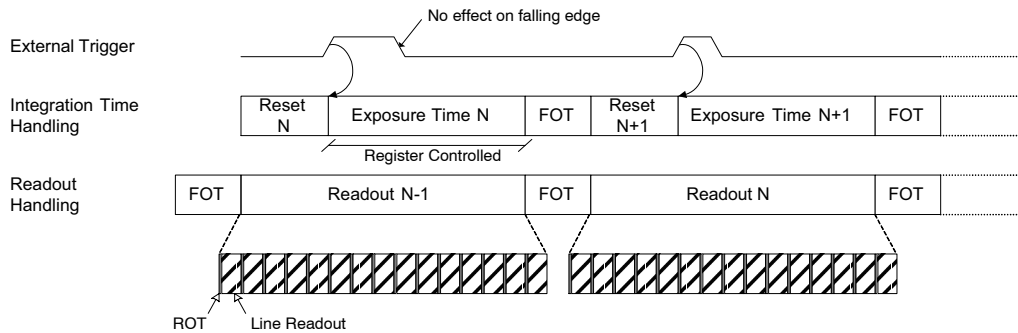 No effect on falling edge
External Trigger
Integration Time
Handling
Reset
N
Exposure Time N
FOT
Reset
N+1
Exposure Time N+1
FOT
Register Controlled
Readout
Handling
FOT
Readout N-1
FOT
Readout N
FOT
ROT
Line Readout